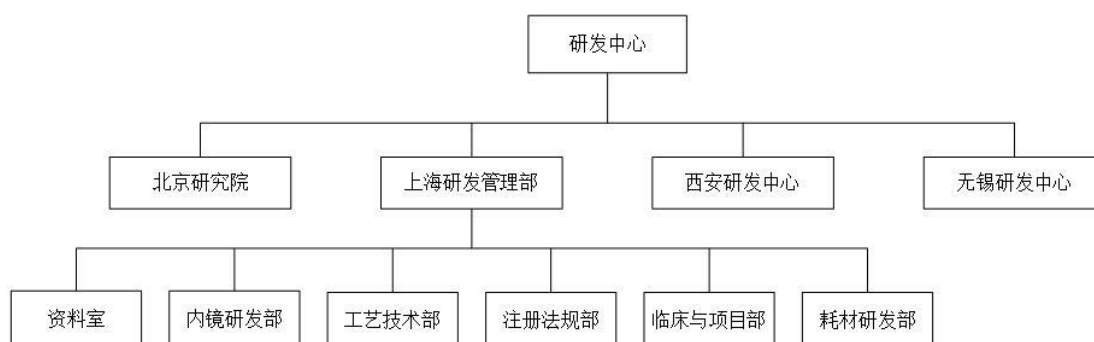 研发中心
北京研究院
上海研发管理部
西安研发中心
无锡研发中心
资料室
内镜研发部
工艺技术部
注册法规部
临床与项目部
耗材研发部